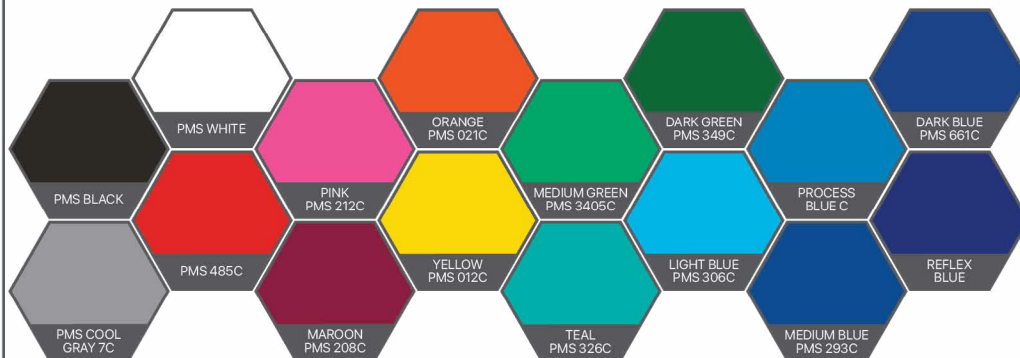 PMS WHITE
ORANGE
PMS 021C
DARK GREEN
PMS 349C
DARK BLUE
PMS 661C
PMS BLACK
PINK
PMS 212C
MEDIUM GREEN
PMS 3405C
PROCESS
BLUE C
PMS 485C
YELLOW
PMS 012C
LIGHT BLUE
PMS 306C
REFLEX
BLUE
PMS COOL
GRAY 7C
MAROON
PMS 208C
TEAL
PMS 326C
MEDIUM BLUE
PMS 293C